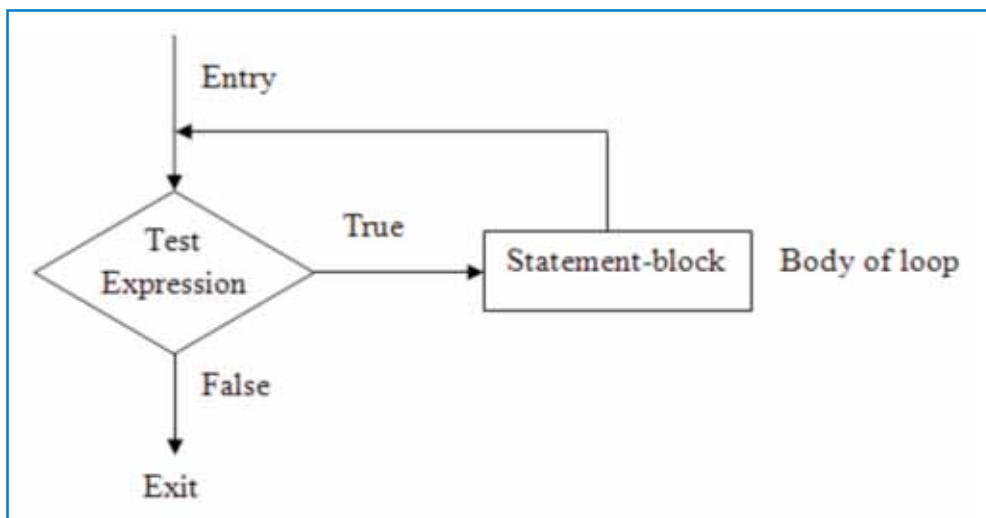 Entry
True
Test
Expression
Statement-block
Body of loop
False
Exit